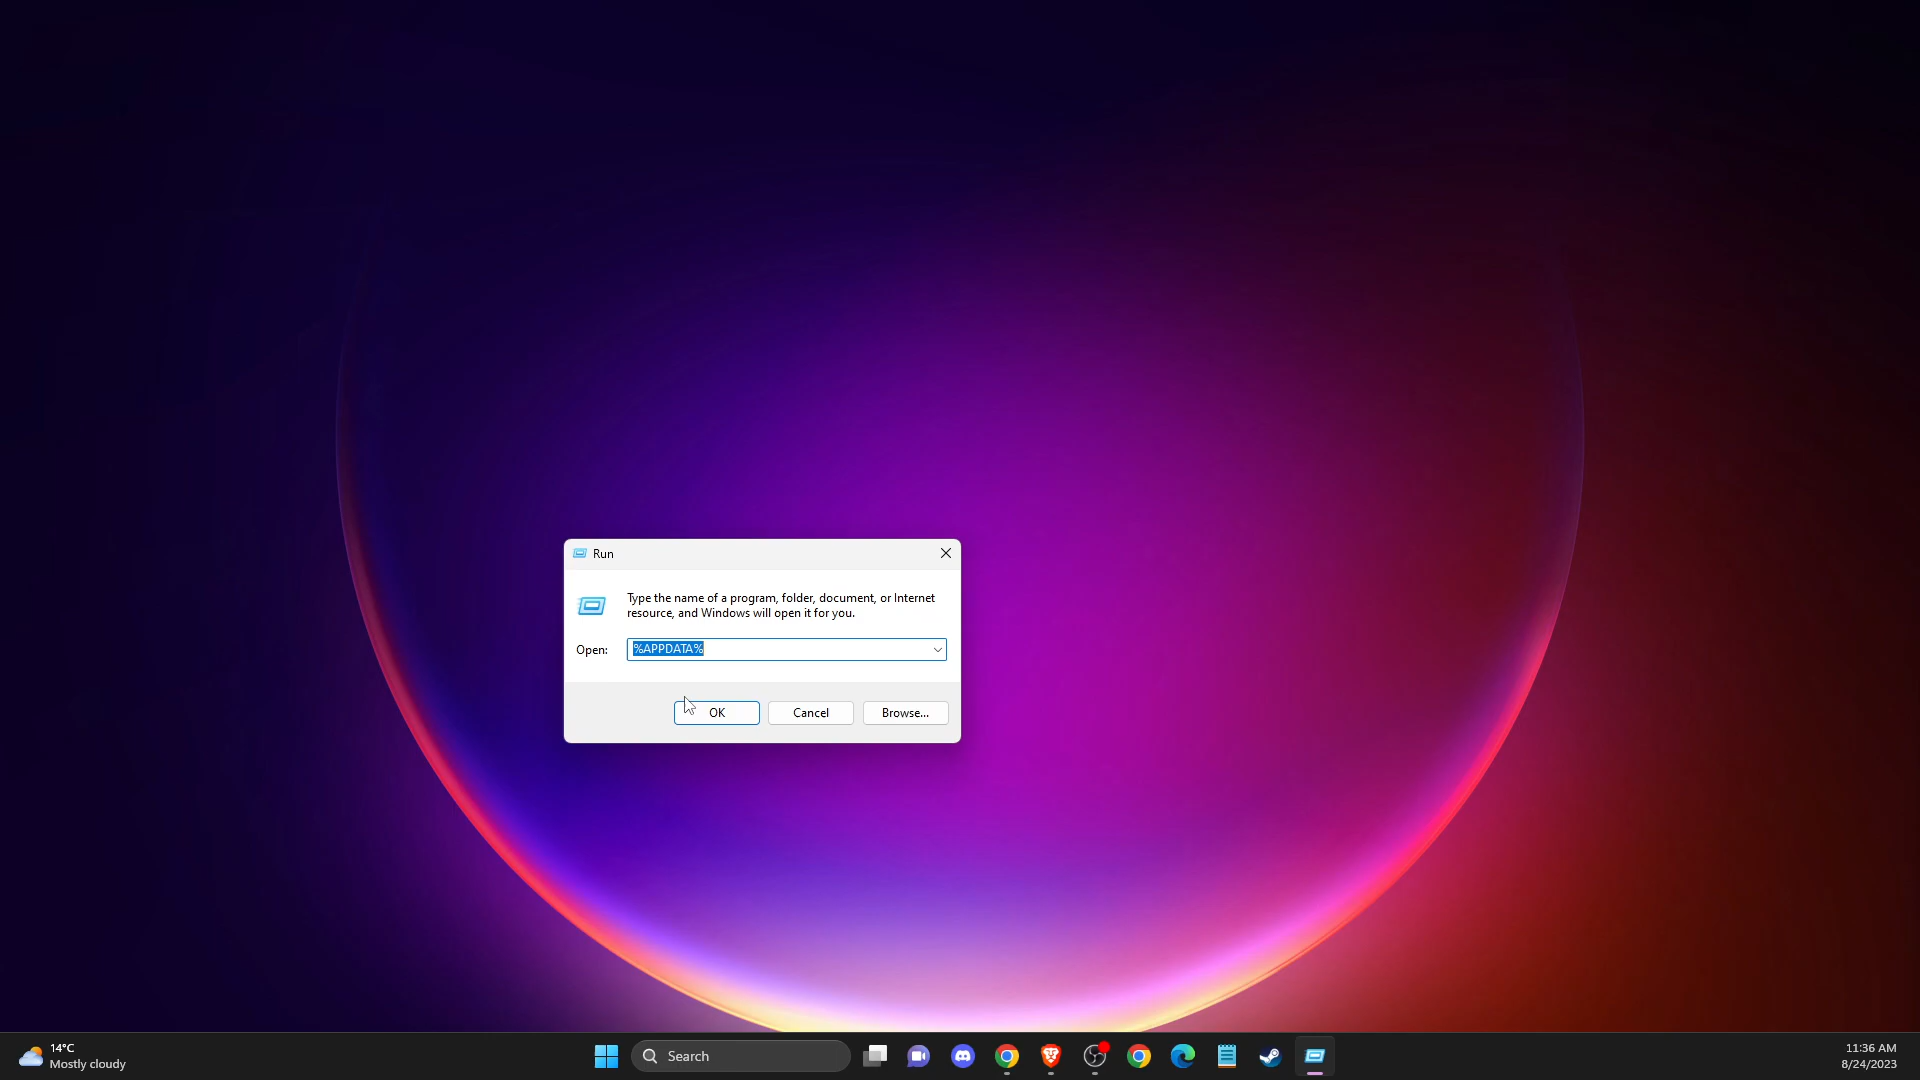 Run
Type the name of a program, folder, document, or Internet
resource, and Windows will open it for you.
Open: %APPDATA%
OK Cancel Browse...
14°C
Mostly cloudy
Search
11:36 AM
8/24/2023